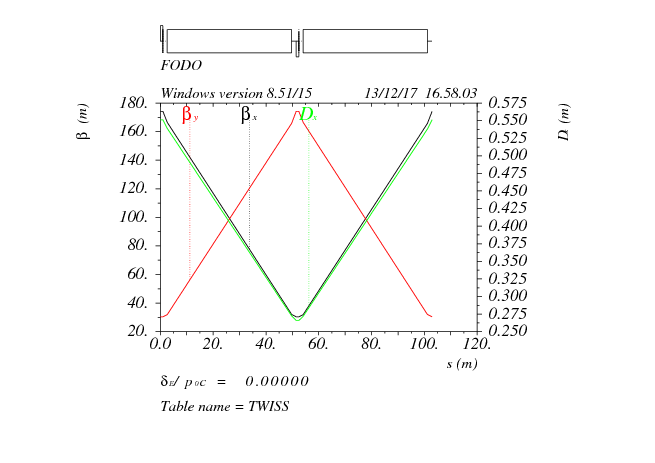 FODO
Windows version 8.51/15 13/12/17 16.58.03
180. 0.575
β y β x D x
160. 0.550
0.525
140. 0.500
0.475
120. 0.450
0.425
100. 0.400
0.375
80. 0.350
60. 0.325
0.300
40. 0.275
20. 0.250
β (m)
D (m)
0.0 20. 40. 60. 80. 100. 120.
s (m)
δE/ p0c = 0.00000
Table name = TWISS